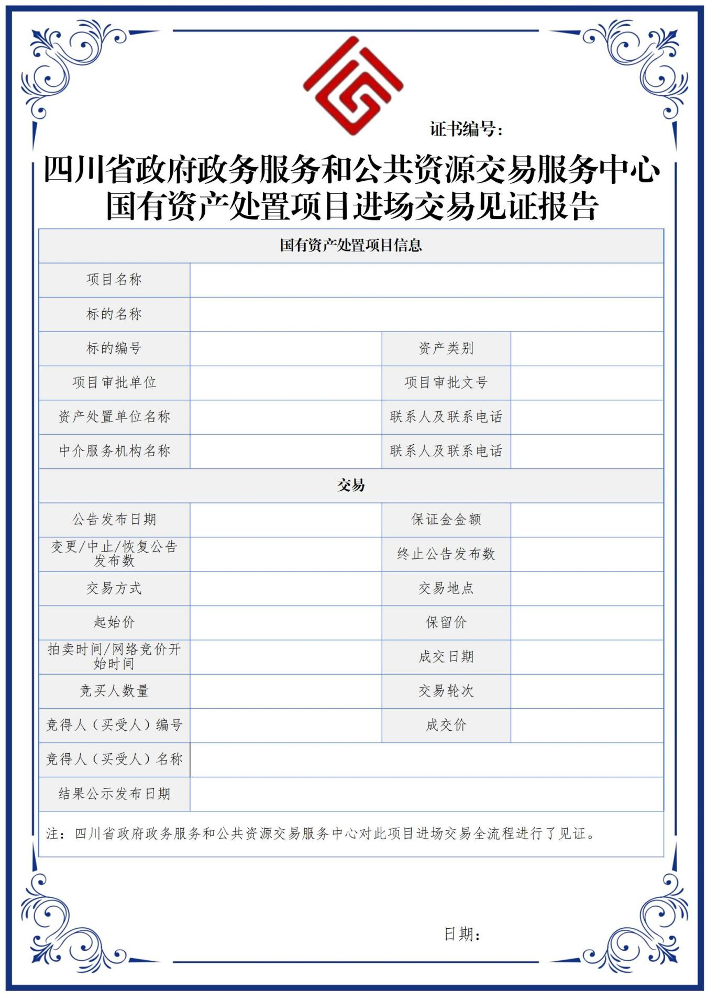 证书编号：
四川省政府政务服务和公共资源交易服务中心
国有资产处置项目进场交易见证报告
国有资产处置项目信息
项目名称
标的名称
标的编号 资产类别
项目审批单位 项目审批文号
资产处置单位名称 联系人及联系电话
中介服务机构名称 联系人及联系电话
交易
公告发布日期 保证金金额
变更/中止/恢复公告
发布数
终止公告发布数
交易方式 交易地点
起始价 保留价
拍卖时间/网络竞价开
始时间
成交日期
竞买人数量 交易轮次
竞得人（买受人）编号 成交价
竞得人（买受人）名称
结果公示发布日期
注：四川省政府政务服务和公共资源交易服务中心对此项目进场交易全流程进行了见证。
日期：